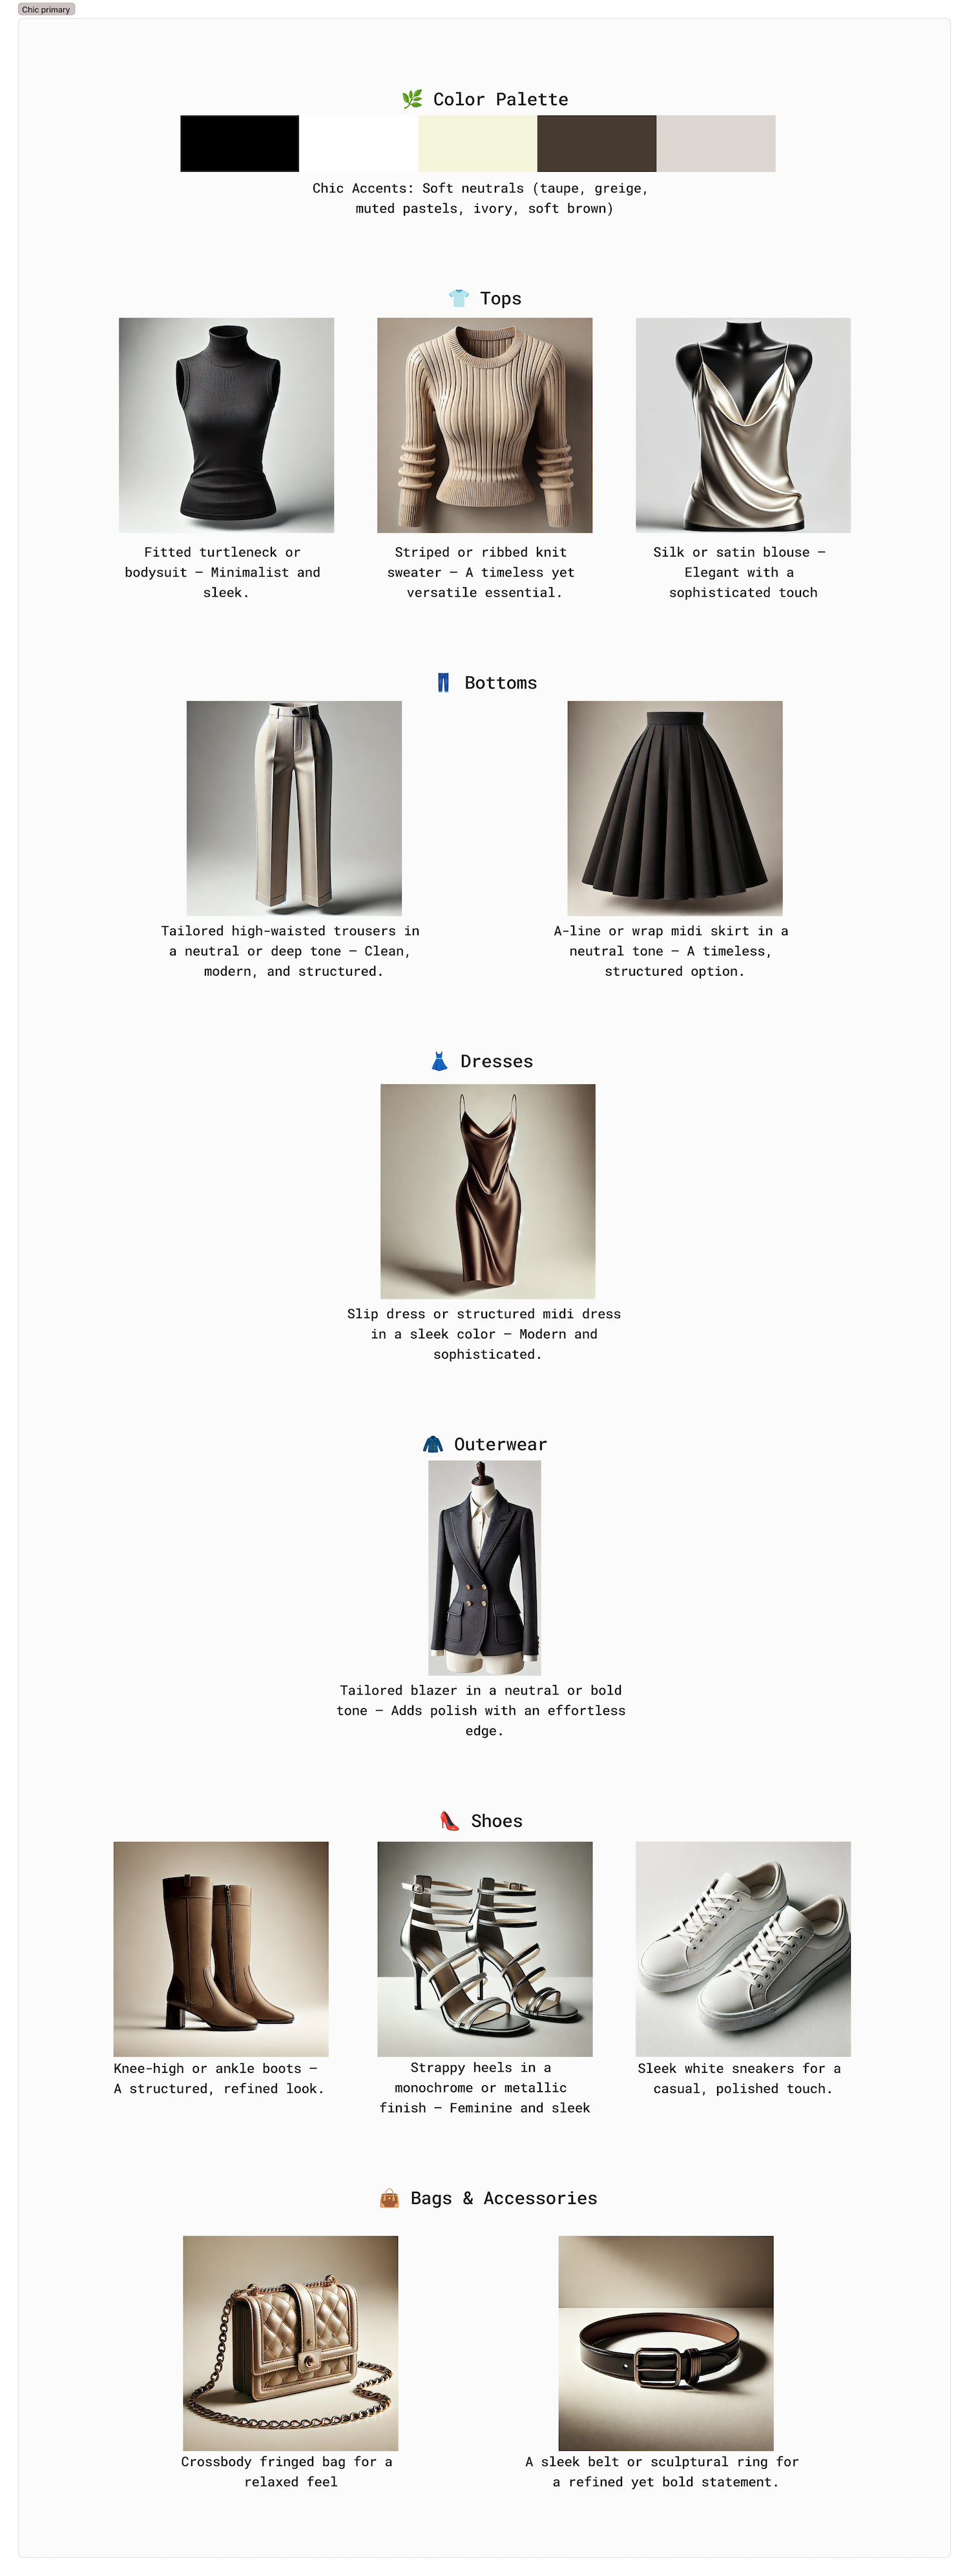 Chic primary
🌿 Color Palette
Chic Accents: Soft neutrals (taupe, greige,
muted pastels, ivory, soft brown)
👕 Tops
Fitted turtleneck or
bodysuit – Minimalist and
sleek.
Striped or ribbed knit
sweater – A timeless yet
versatile essential.
Silk or satin blouse –
Elegant with a
sophisticated touch
👖 Bottoms
Tailored high-waisted trousers in
a neutral or deep tone – Clean,
modern, and structured.
A-line or wrap midi skirt in a
neutral tone – A timeless,
structured option.
👗 Dresses
Slip dress or structured midi dress
in a sleek color – Modern and
sophisticated.
🧥 Outerwear
Tailored blazer in a neutral or bold
tone – Adds polish with an effortless
edge.
👠 Shoes
Knee-high or ankle boots –
A structured, refined look.
Strappy heels in a
monochrome or metallic
finish – Feminine and sleek
Sleek white sneakers for a
casual, polished touch.
👜 Bags & Accessories
Crossbody fringed bag for a
relaxed feel
A sleek belt or sculptural ring for
a refined yet bold statement.